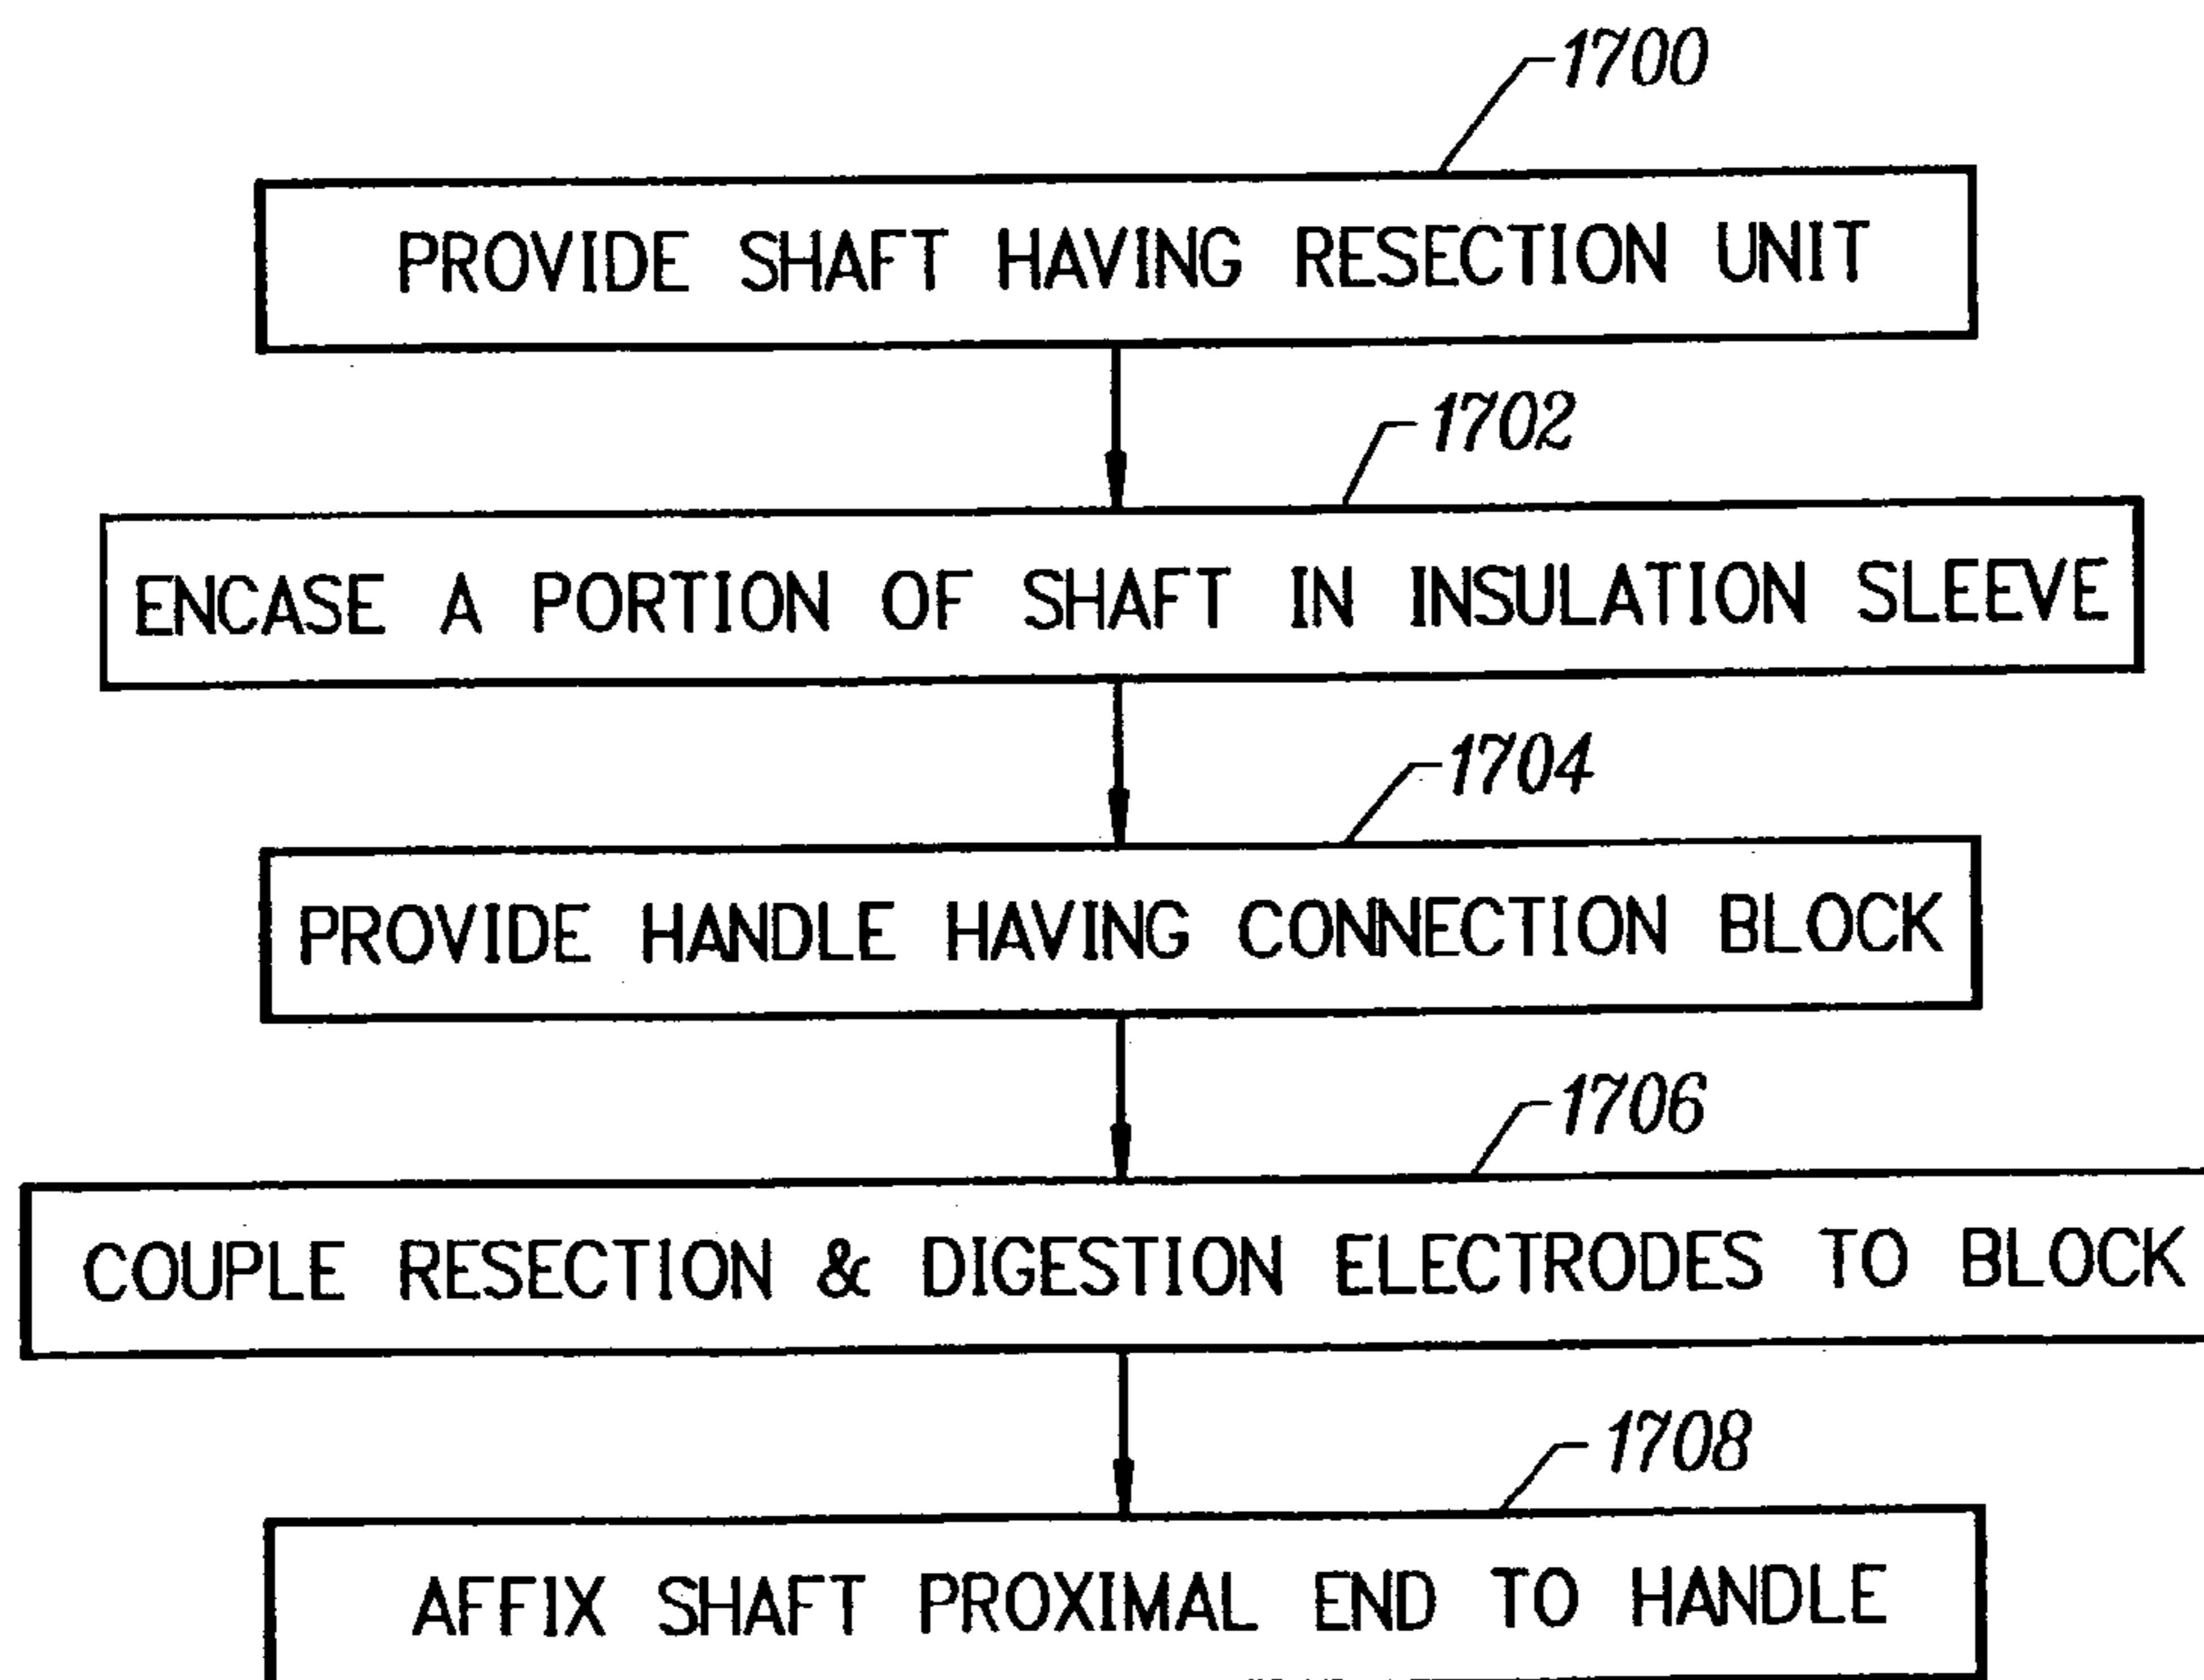 1700
PROVIDE SHAFT HAVING RESECTION UNIT
1702
ENCASE A PORTION OF SHAFT IN INSULATION SLEEVE
1704
PROVIDE HANDLE HAVING CONNECTION BLOCK
1706
COUPLE RESECTION & DIGESTION ELECTRODES TO BLOCK
1708
AFFIX SHAFT PROXIMAL END TO HANDLE